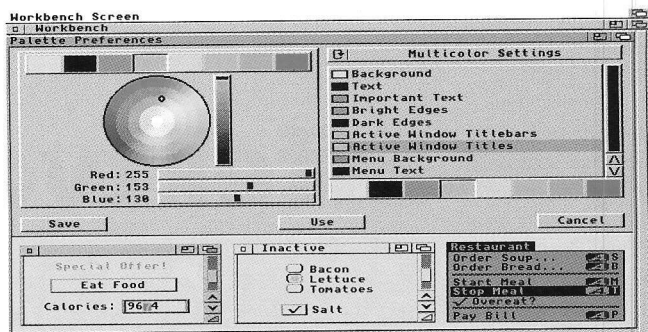 Workbench Screen
Workbench
Palette Preferences
Multicolor Settings
Background
Text
Important Text
Bright Edges
Dark Edges
Active Window Titlebars
Active Window Titles
Menu Background
Menu Text
Red: 255
Green: 153
Blue: 130
Save
Use
Cancel
Special Offer!
Eat Food
Calories: 96 4
Inactive
Bacon
Lettuce
Tomatoes
Salt
Restaurant
Order Soup... S
Order Bread... B
Start Meal M
Stop Meal T
Overeat?
Pay Bill P